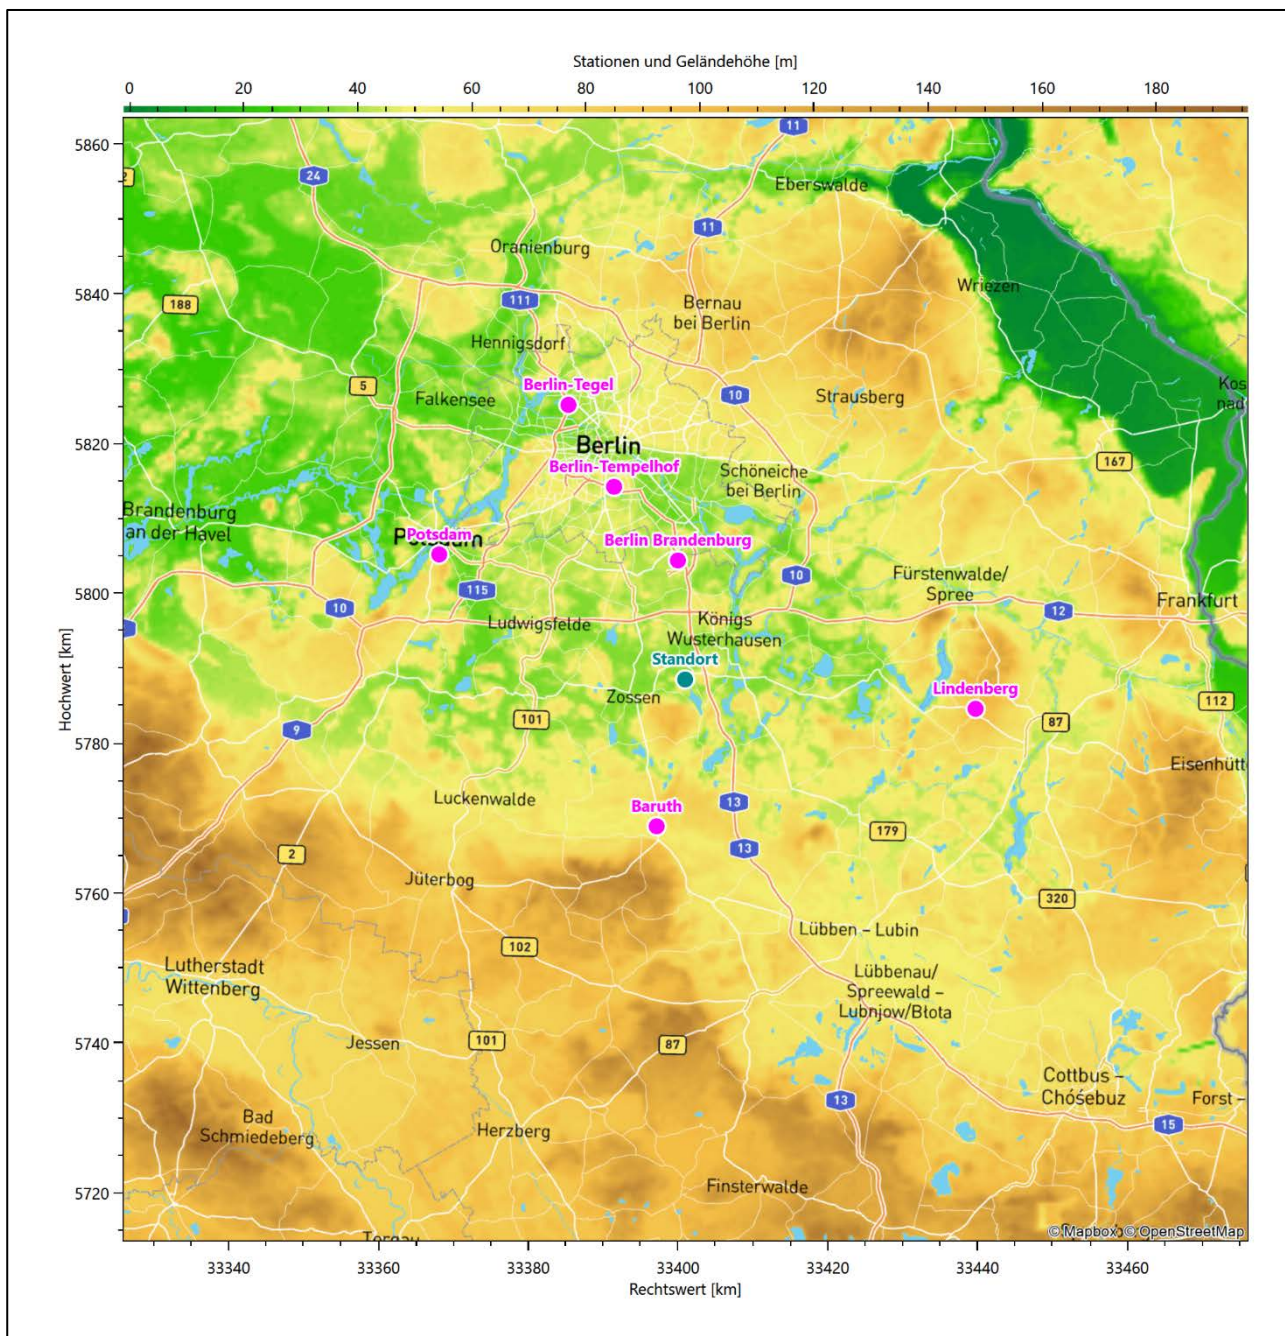 Stationen und Geländehöhe [m]
0 20 40 60 80 100 120 140 160 180
5860
11
24
Eberswalde
11
Oranienburg
Wriezen
5840
188
111
Bernau
bei Berlin
Hennigsdorf
5
Berlin-Tegel
10
Falkensee
Strausberg
Kos
nad
5820
Berlin
Berlin-Tempelhof
Schöneiche
bei Berlin
167
Brandenburg
an der Havel
Potsdam
Potsdam
Berlin Brandenburg
10
Fürstenwalde/
Spree
5800
115
10
12
Frankfurt
5
Ludwigsfelde
Königs
Wusterhausen
Standort
Zossen
Lindenberg
112
101
87
9
5780
Hochwert [km]
Eisenhütt
Luckenwalde
Baruth
13
179
13
2
Jüterbog
5760
320
Lübben – Lubin
102
Lutherstadt
Wittenberg
Lübbenau/
Spreewald –
Lubnjow/Błota
5740
Jessen
101
87
Cottbus –
Chóśebuz
13
Forst –
Bad
Schmiedeberg
Herzberg
15
5720
Finsterwalde
Torgau
© Mapbox © OpenStreetMap
33340 33360 33380 33400 33420 33440 33460
Rechtswert [km]